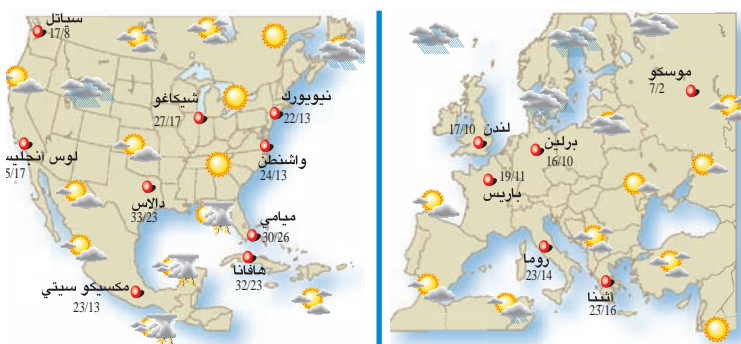 سياتل
17/8
شيكاغو
27/17
نيويورك
22/13
واشنطن
24/13
لوس انجليس
5/17
دالاس
33/23
ميامي
30/26
هافانا
32/23
مكسيكو سيتي
23/13
موسكو
7/2
لندن
17/10
درلين
16/10
19/11
باريس
روما
23/14
أثينا
23/16